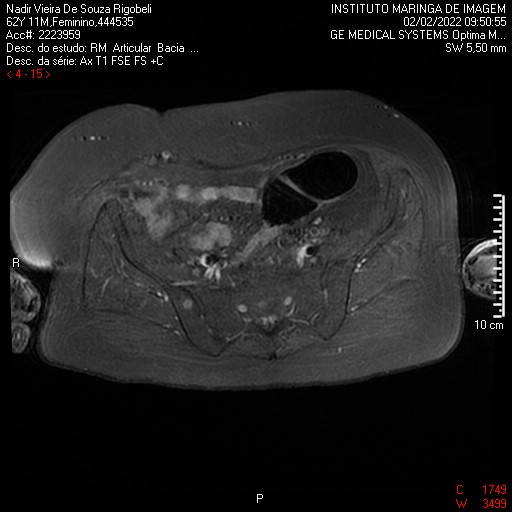 Nadir Vieira De Souza Rigobeli
62Y 11M,Feminino,444535
Acc#: 2223959
Desc. do estudo: RM Articular Bacia ...
Desc. da série: Ax T1 FSE FS +C
< 4 - 15 >
INSTITUTO MARINGA DE IMAGEM
02/02/2022 09:50:55
GE MEDICAL SYSTEMS Optima M...
SW 5,50 mm
R
10 cm
P
C 1749
W 3499